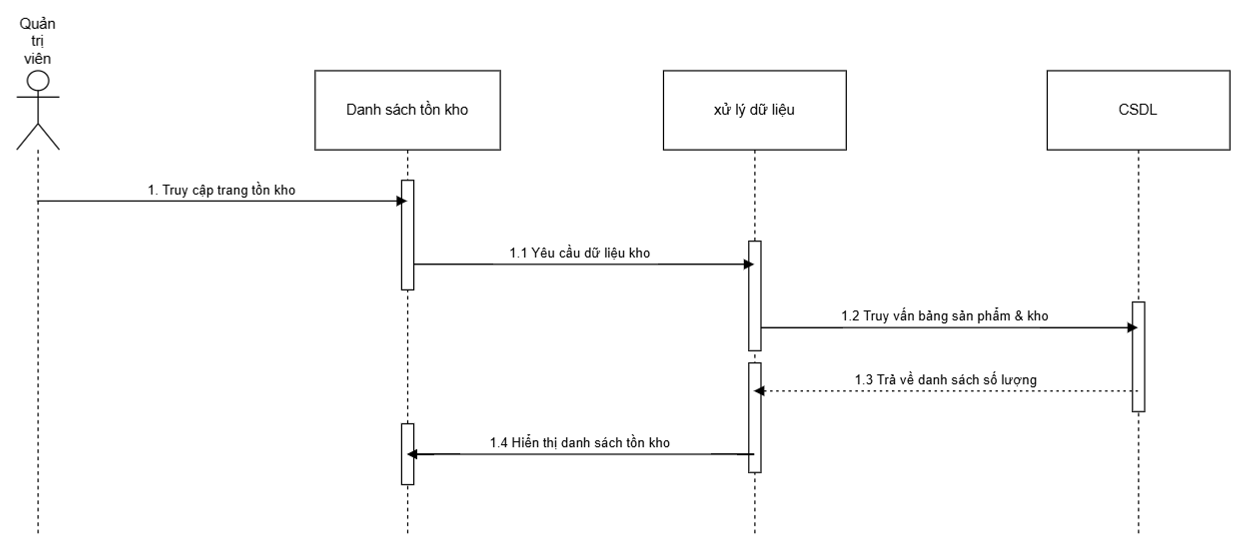 Quản
trị
viên
Danh sách tồn kho
xử lý dữ liệu
CSDL
1. Truy cập trang tồn kho
1.1 Yêu cầu dữ liệu kho
1.2 Truy vấn bảng sản phẩm & kho
1.3 Trả về danh sách số lượng
1.4 Hiển thị danh sách tồn kho